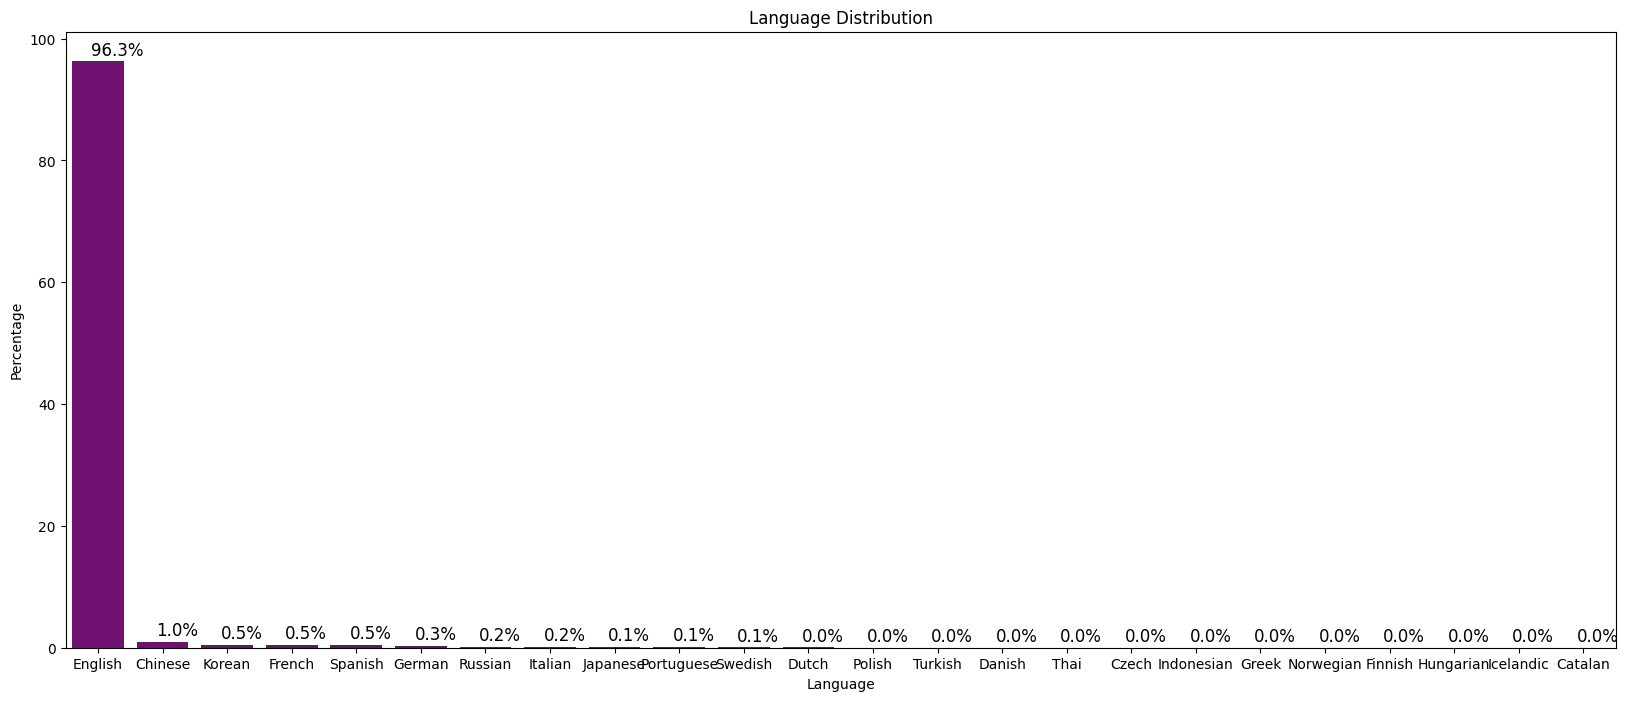 Language Distribution
100
80
60
40
20
0
Percentage
96.3%
1.0%
0.5%
0.5%
0.5%
0.3%
0.2%
0.2%
0.1%
0.1%
0.1%
0.0%
0.0%
0.0%
0.0%
0.0%
0.0%
0.0%
0.0%
0.0%
0.0%
0.0%
0.0%
0.0%
English
Chinese
Korean
French
Spanish
German
Russian
Italian
Japanese
Portuguese
Swedish
Dutch
Polish
Turkish
Danish
Thai
Czech
Indonesian
Greek
Norwegian
Finnish
Hungarian
Icelandic
Catalan
Language